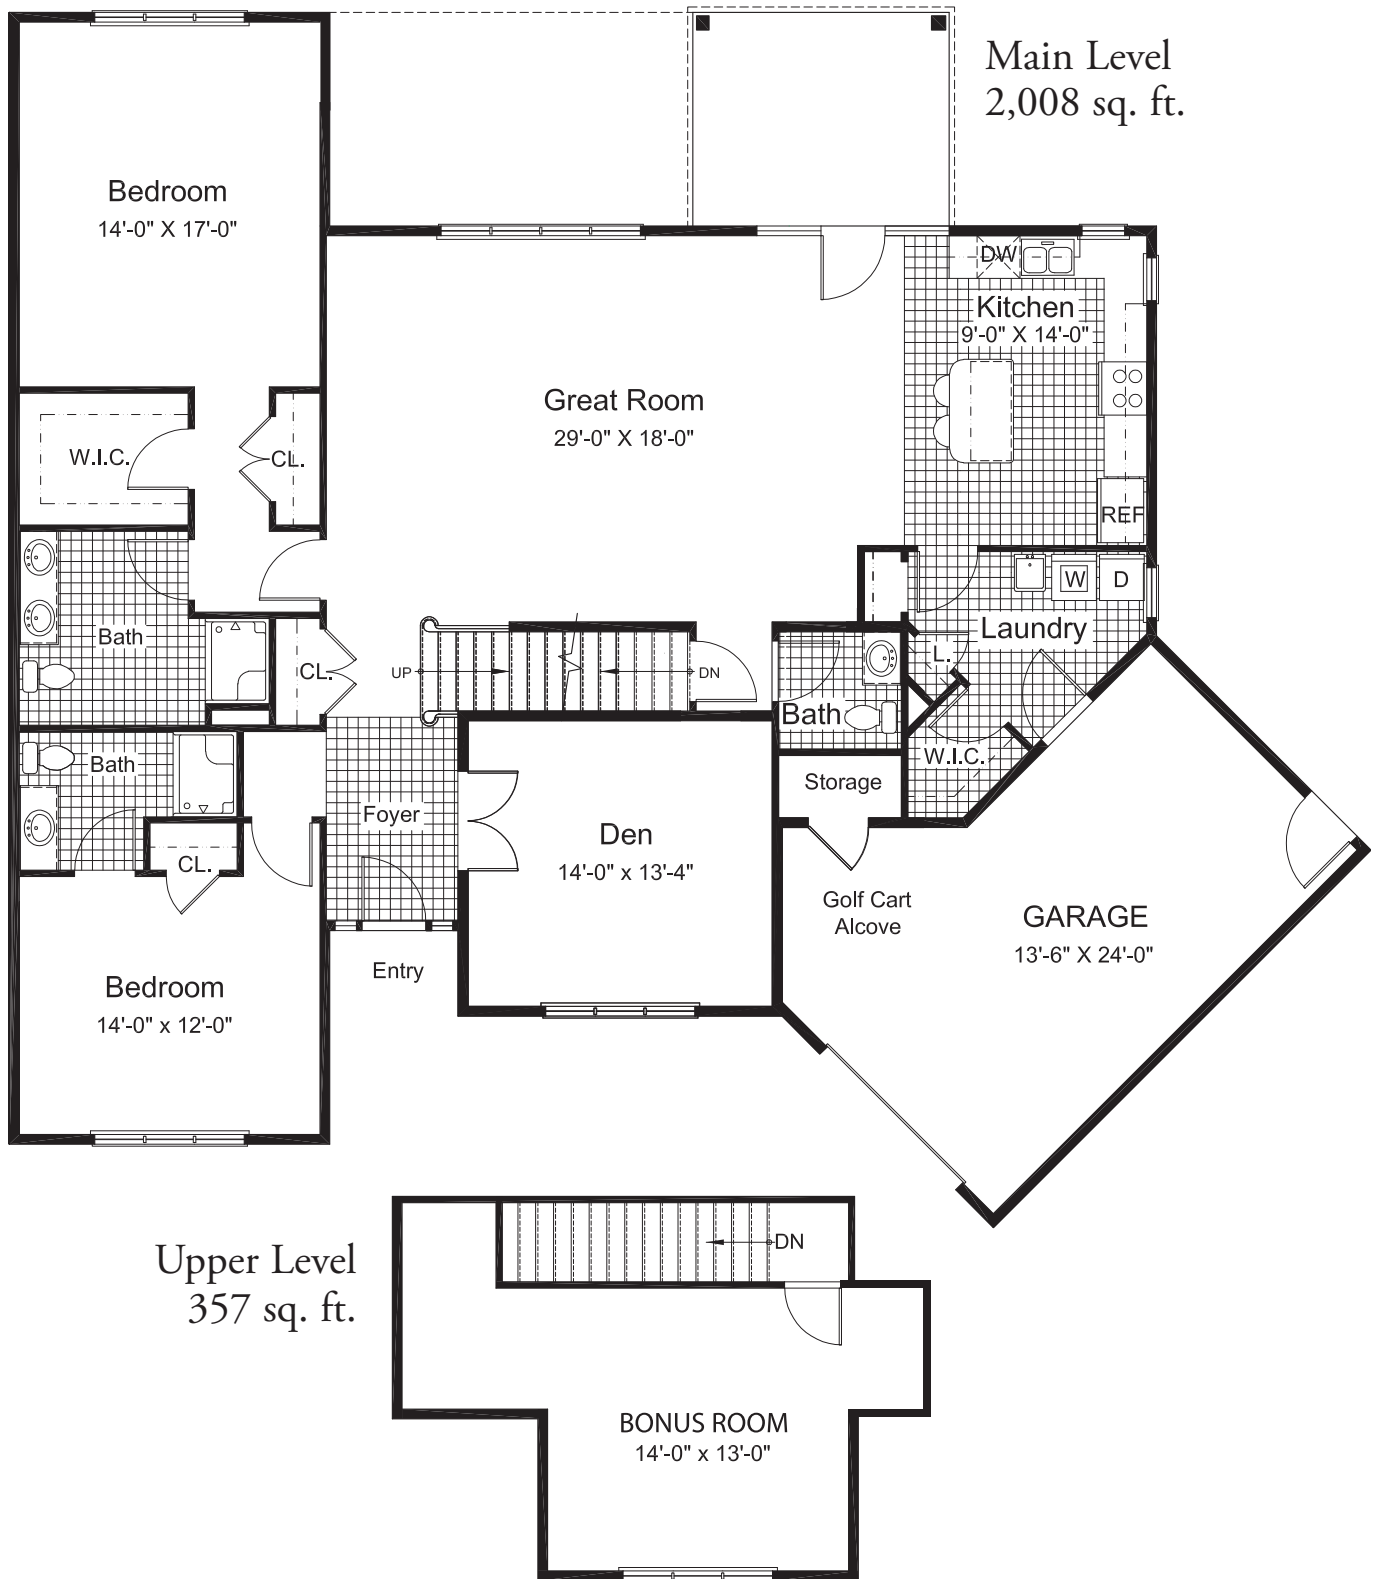 Main Level
2,008 sq. ft.
Bedroom
14'-0" X 17'-0"
DW
Kitchen
9'-0" X 14'-0"
Great Room
29'-0" X 18'-0"
W.I.C.
CL.
REF
W
D
Bath
Laundry
L.
CL.
UP
DN
Bath
W.I.C.
Bath
Storage
Foyer
Den
14'-0" x 13'-4"
CL.
Golf Cart
Alcove
GARAGE
13'-6" X 24'-0"
Entry
Bedroom
14'-0" x 12'-0"
Upper Level
357 sq. ft.
DN
BONUS ROOM
14'-0" x 13'-0"